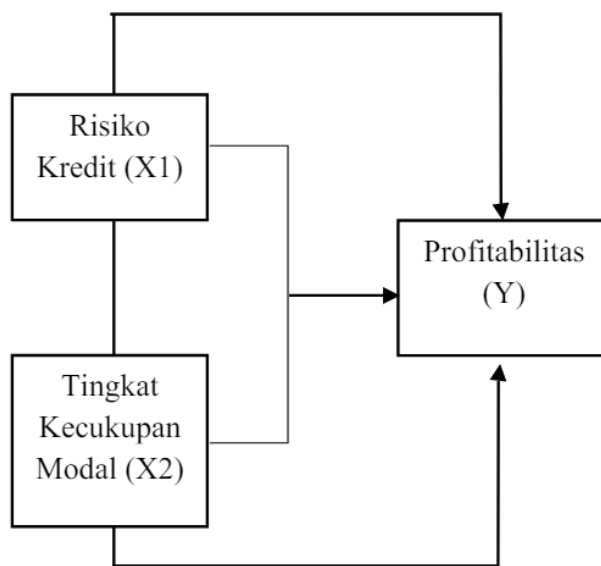 Risiko
Kredit (X1)
Profitabilitas
(Y)
Tingkat
Kecukupan
Modal (X2)